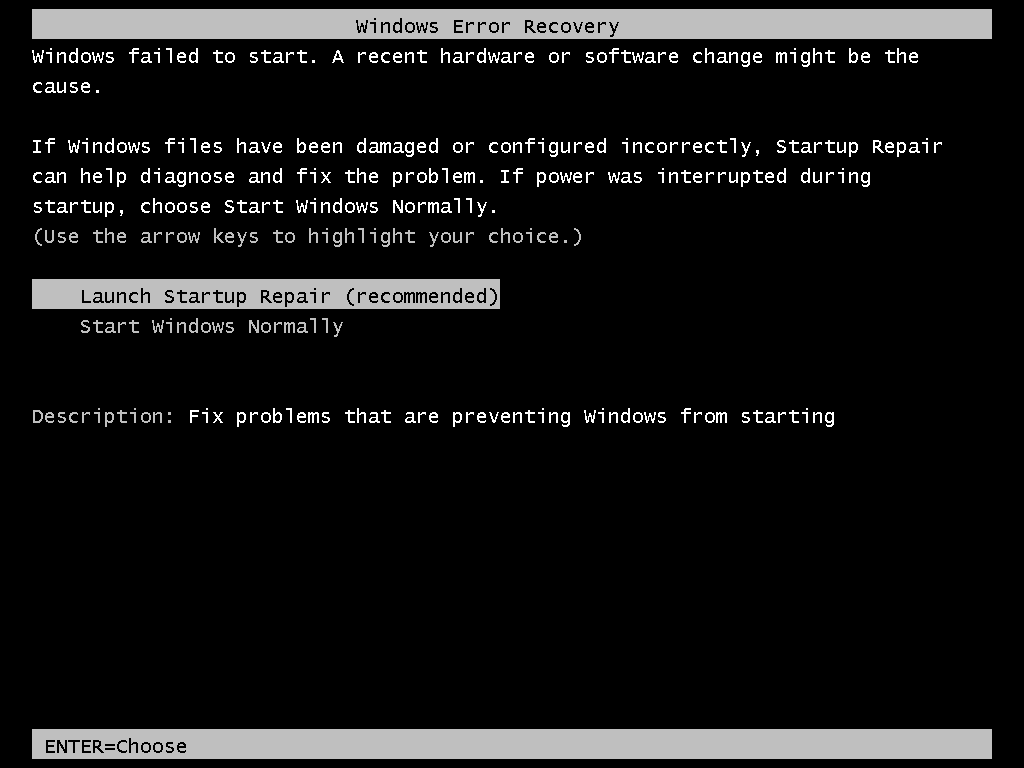 Windows Error Recovery
Windows failed to start. A recent hardware or software change might be the
cause.
If Windows files have been damaged or configured incorrectly, Startup Repair
can help diagnose and fix the problem. If power was interrupted during
startup, choose Start Windows Normally.
(Use the arrow keys to highlight your choice.)
Launch Startup Repair (recommended)
Start Windows Normally
Description: Fix problems that are preventing Windows from starting
ENTER=Choose